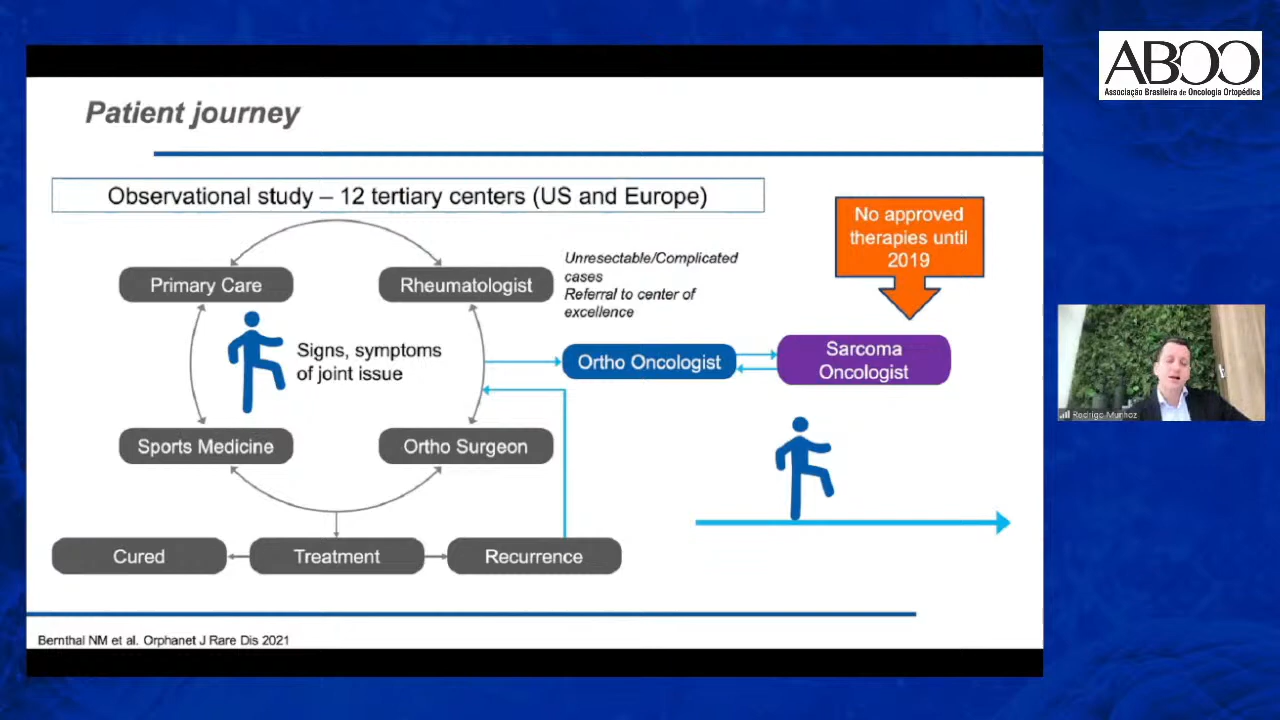 ABOO
Associação Brasileira de Oncologia Ortopédica
Patient journey
Observational study – 12 tertiary centers (US and Europe)
No approved
therapies until
2019
Unresectable/Complicated
cases
Referral to center of
excellence
Primary Care
Rheumatologist
Signs, symptoms
of joint issue
Ortho Oncologist
Sarcoma
Oncologist
Sports Medicine
Ortho Surgeon
Cured
Treatment
Recurrence
Bernthal NM et al. Orphanet J Rare Dis 2021
Rodrigo Munhoz